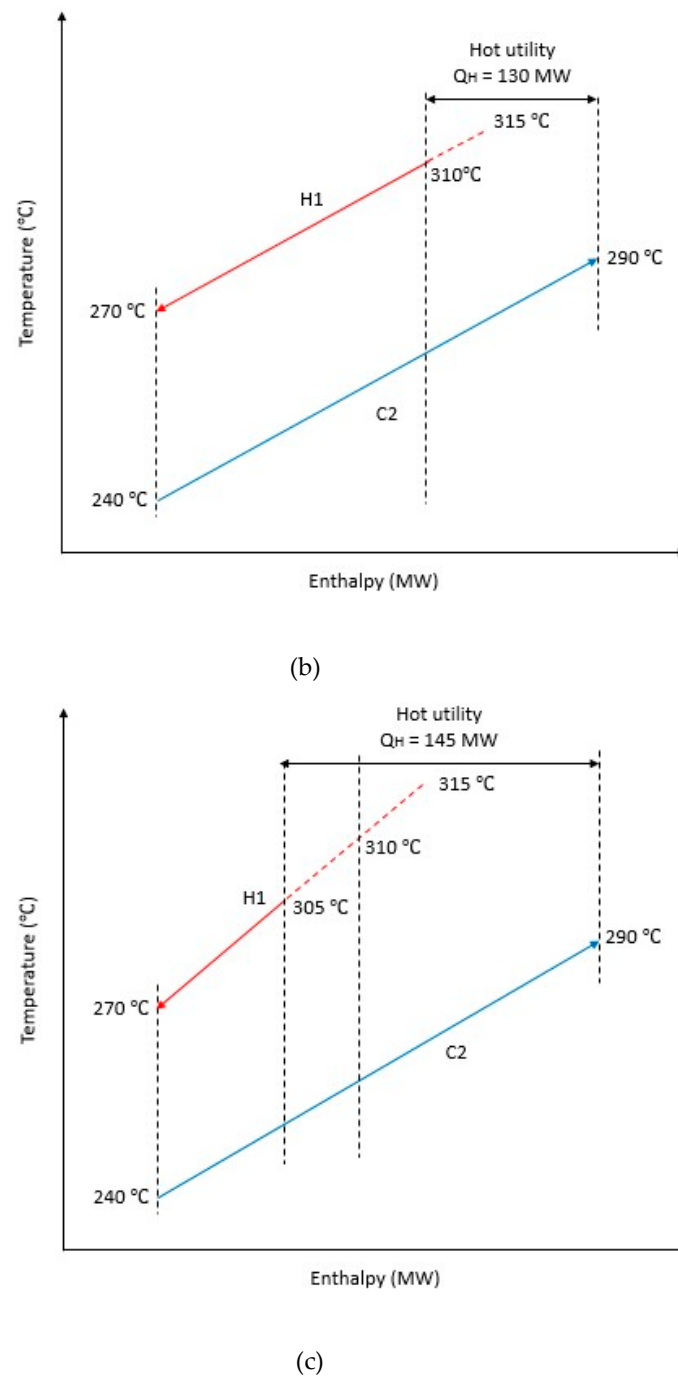 Hot utility
QH = 130 MW
315 °C
310°C
H1
290 °C
270 °C
C2
240 °C
Temperature (°C)
Enthalpy (MW)
(b)
Hot utility
QH = 145 MW
315 °C
310 °C
H1
305 °C
290 °C
270 °C
C2
240 °C
Temperature (°C)
Enthalpy (MW)
(c)